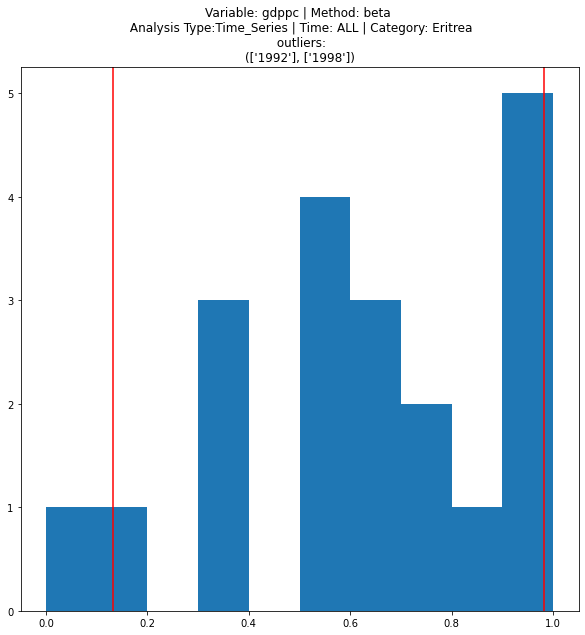 Variable: gdppc | Method: beta
Analysis Type:Time_Series | Time: ALL | Category: Eritrea
outliers:
(['1992'], ['1998'])
5
4
3
2
1
0
0.0 0.2 0.4 0.6 0.8 1.0